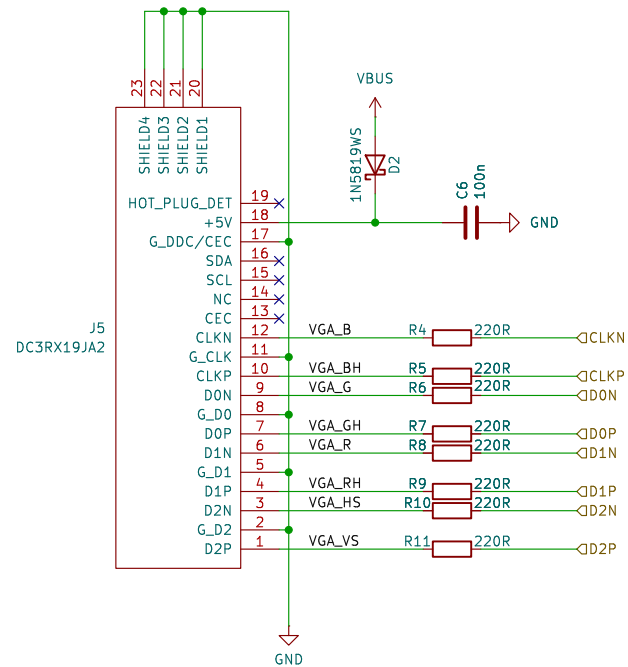 VBUS
23
22
21
20
SHIELD4
SHIELD3
SHIELD2
SHIELD1
1N5819WS
D2
C6
100n
GND
HOT_PLUG_DET 19
+5V 18
G_DDC/CEC 17
SDA 16
SCL 15
NC 14
CEC 13
J5
DC3RX19JA2
CLKN 12 VGA_B R4 220R CLKN
G_CLK 11
CLKP 10 VGA_BH R5 220R CLKP
D0N 9 VGA_G R6 220R D0N
G_D0 8
D0P 7 VGA_GH R7 220R D0P
D1N 6 VGA_R R8 220R D1N
G_D1 5
D1P 4 VGA_RH R9 220R D1P
D2N 3 VGA_HS R10 220R D2N
G_D2 2
D2P 1 VGA_VS R11 220R D2P
GND